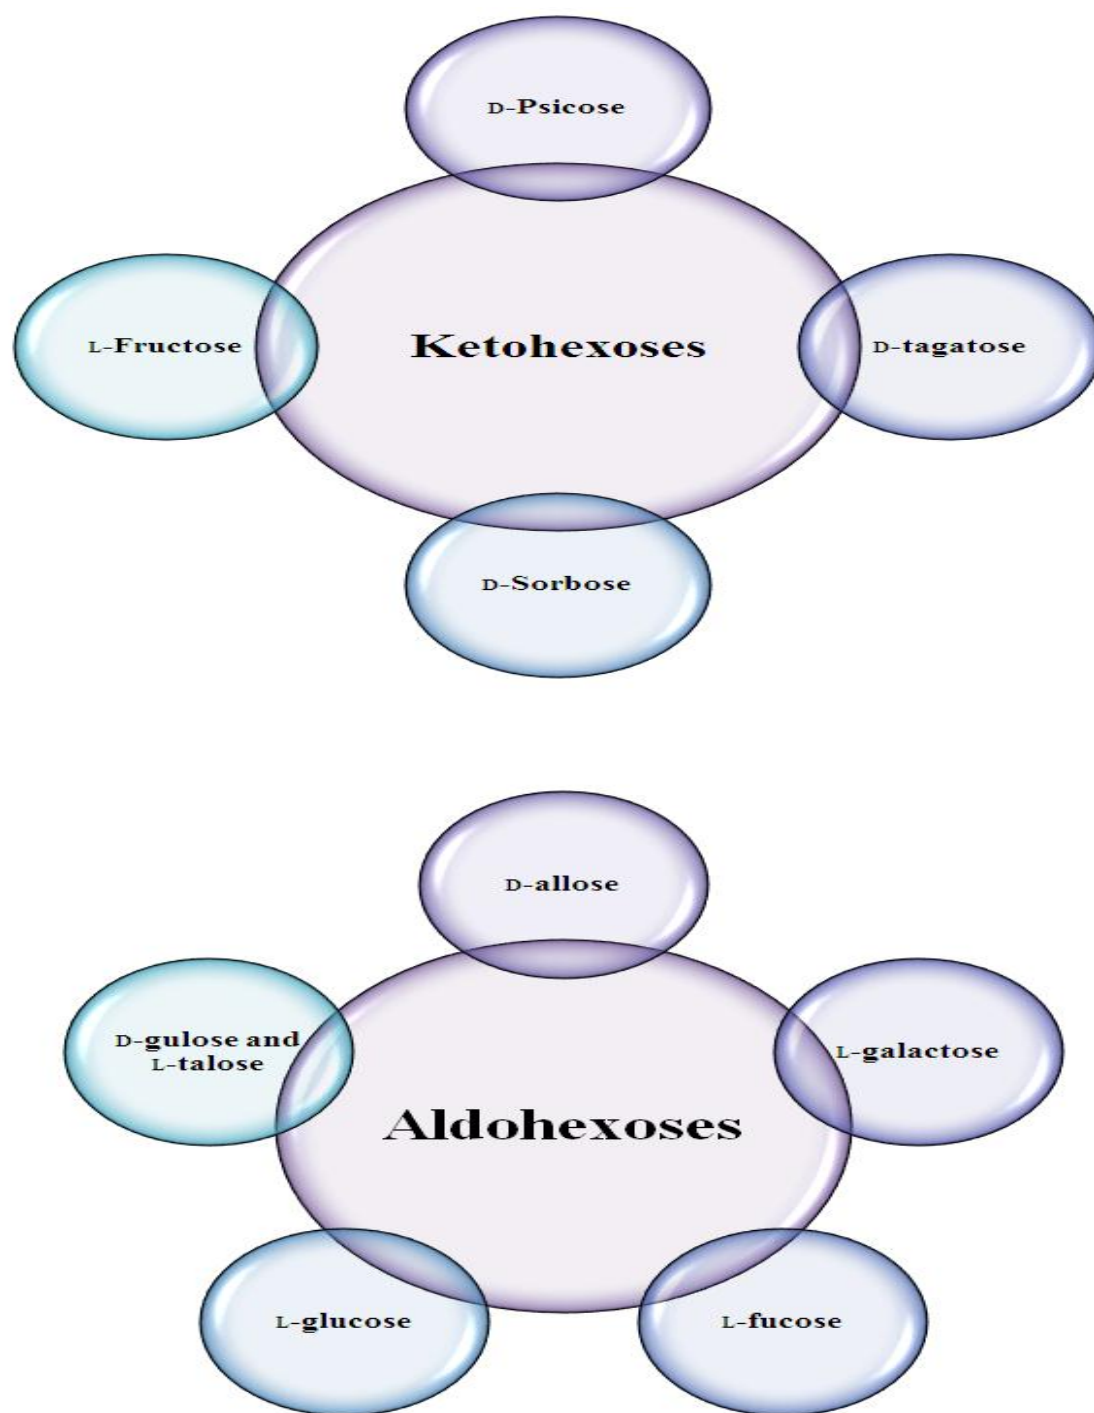 D-Psicose
L-Fructose
Ketohexoses
D-tagatose
D-Sorbose
D-allose
D-gulose and
L-talose
L-galactose
Aldohexoses
L-glucose
L-fucose